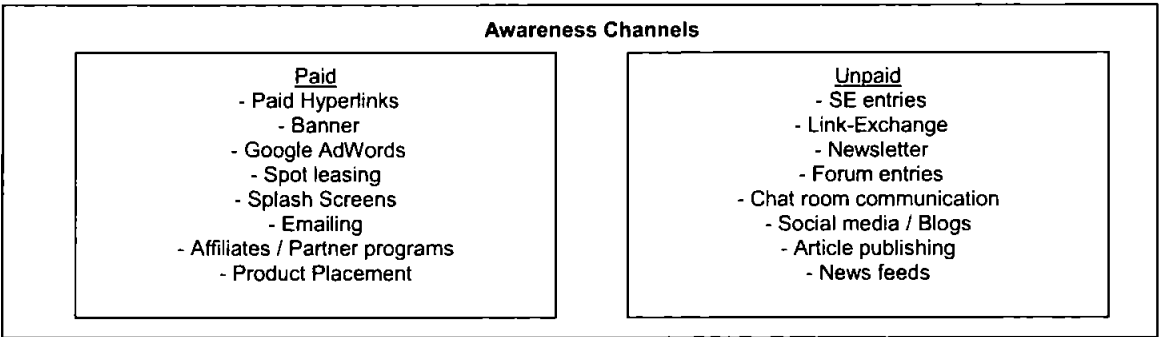 Awareness Channels
Paid
- Paid Hyperlinks
- Banner
- Google AdWords
- Spot leasing
- Splash Screens
- Emailing
- Affiliates / Partner programs
- Product Placement
Unpaid
- SE entries
- Link-Exchange
- Newsletter
- Forum entries
- Chat room communication
- Social media / Blogs
- Article publishing
- News feeds